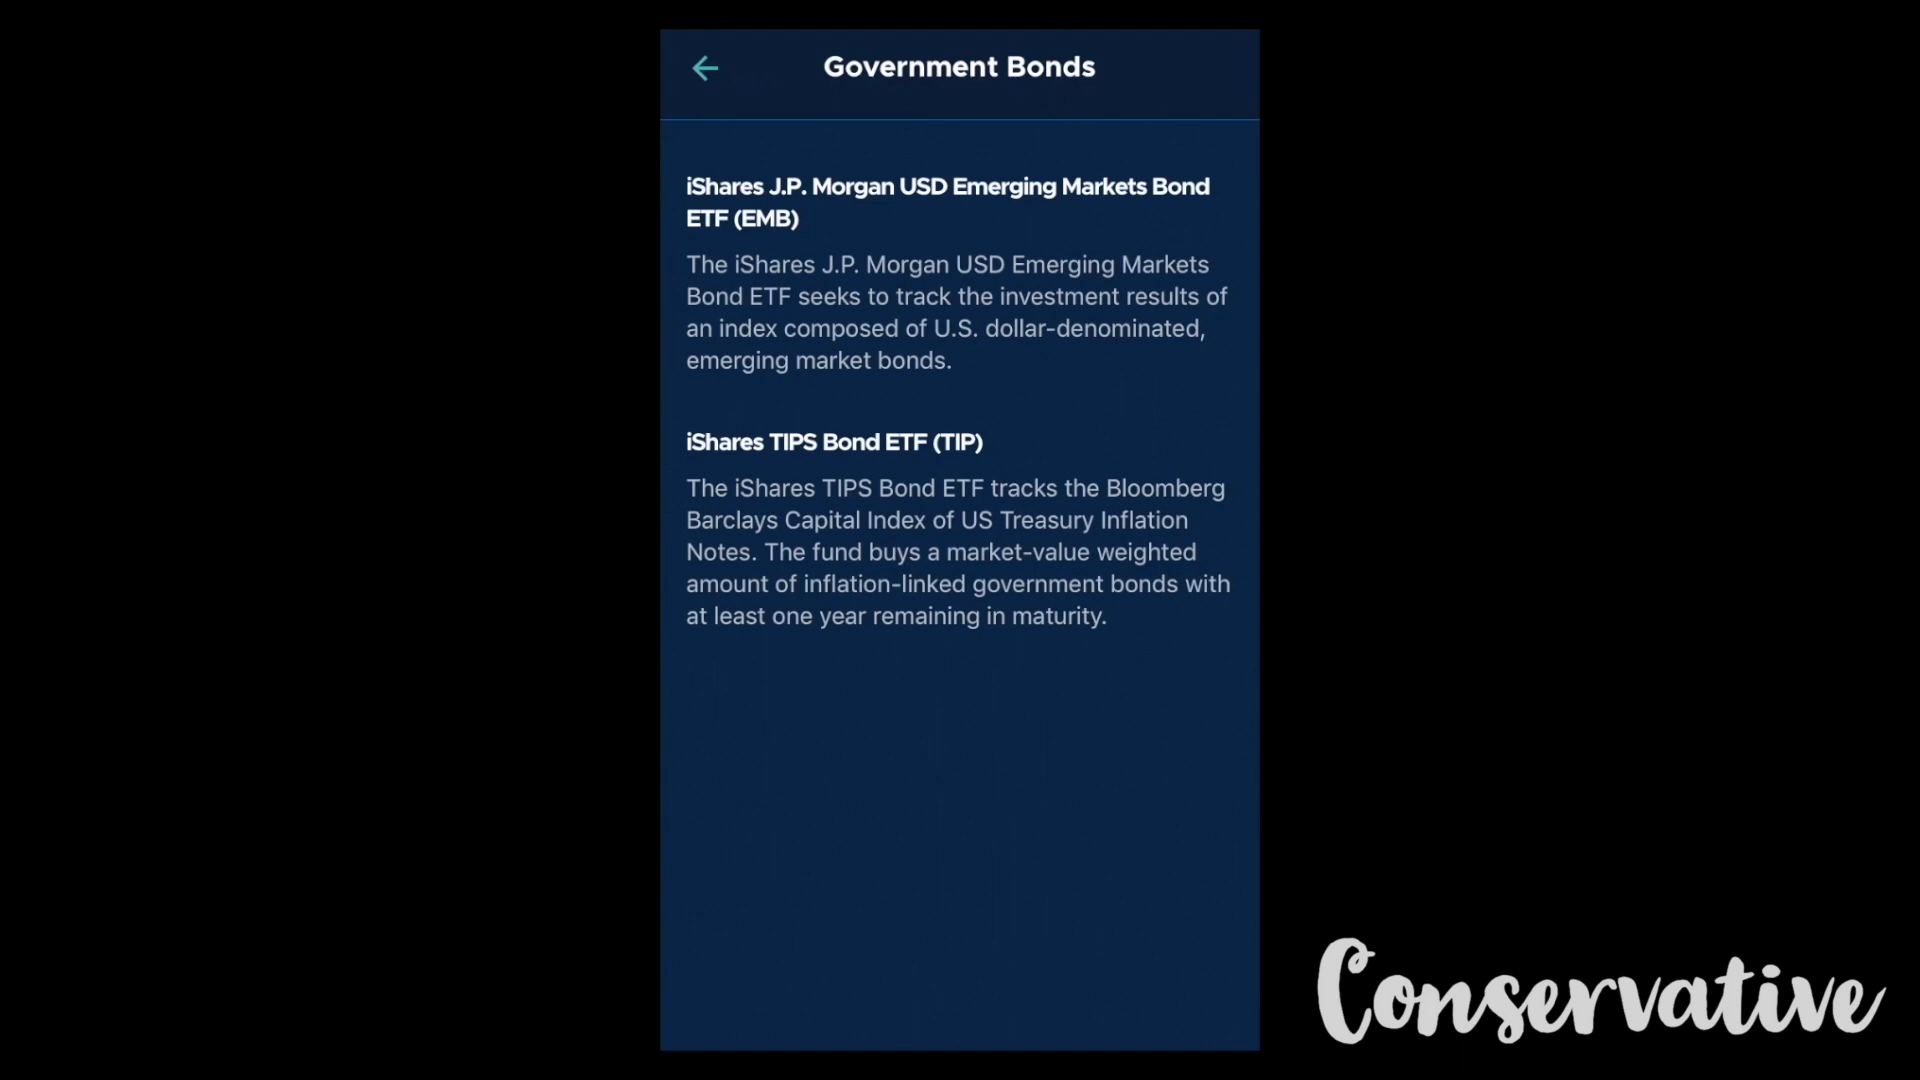 Government Bonds
iShares J.P. Morgan USD Emerging Markets Bond
ETF (EMB)
The iShares J.P. Morgan USD Emerging Markets
Bond ETF seeks to track the investment results of
an index composed of U.S. dollar-denominated,
emerging market bonds.
iShares TIPS Bond ETF (TIP)
The iShares TIPS Bond ETF tracks the Bloomberg
Barclays Capital Index of US Treasury Inflation
Notes. The fund buys a market-value weighted
amount of inflation-linked government bonds with
at least one year remaining in maturity.
Conservative